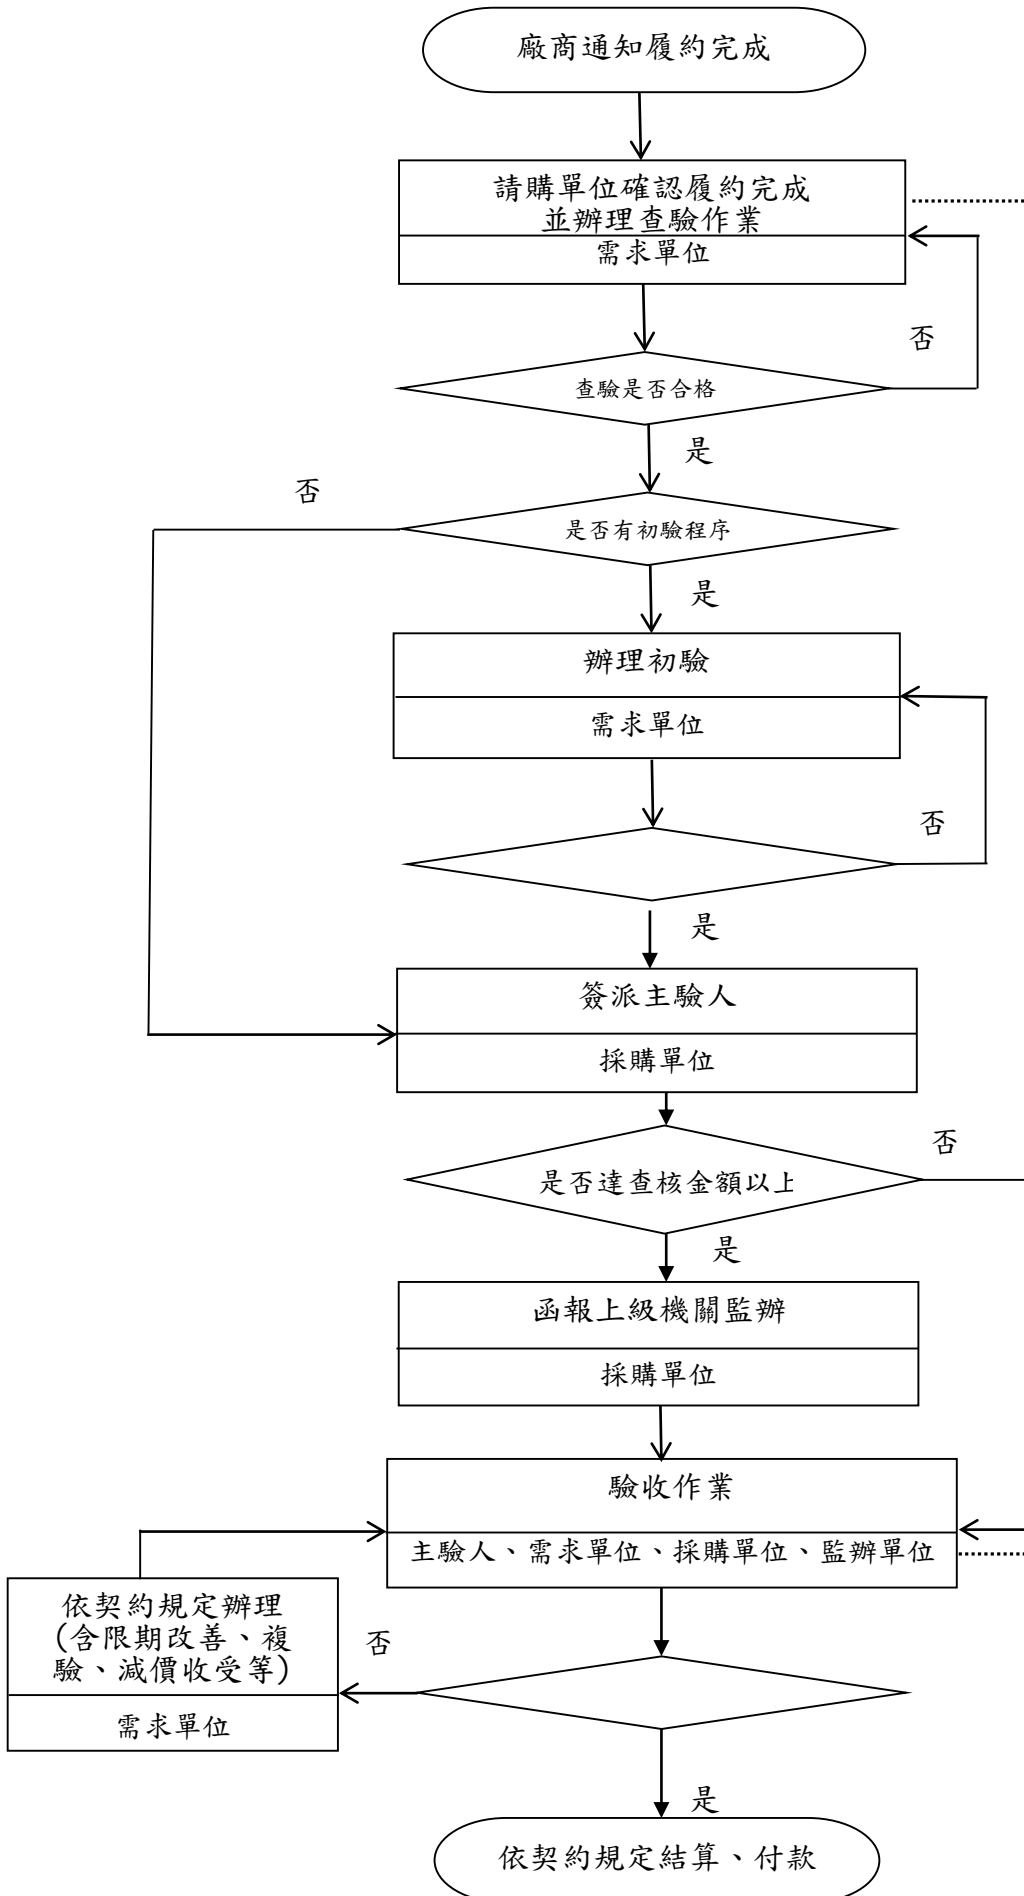 廠商通知履約完成
請購單位確認履約完成
並辦理查驗作業
需求單位
否
查驗是否合格
是
否
是否有初驗程序
是
辦理初驗
需求單位
否
是
簽派主驗人
採購單位
否
是否達查核金額以上
是
函報上級機關監辦
採購單位
驗收作業
主驗人、需求單位、採購單位、監辦單位
依契約規定辦理
(含限期改善、複
驗、減價收受等)
否
需求單位
是
依契約規定結算、付款